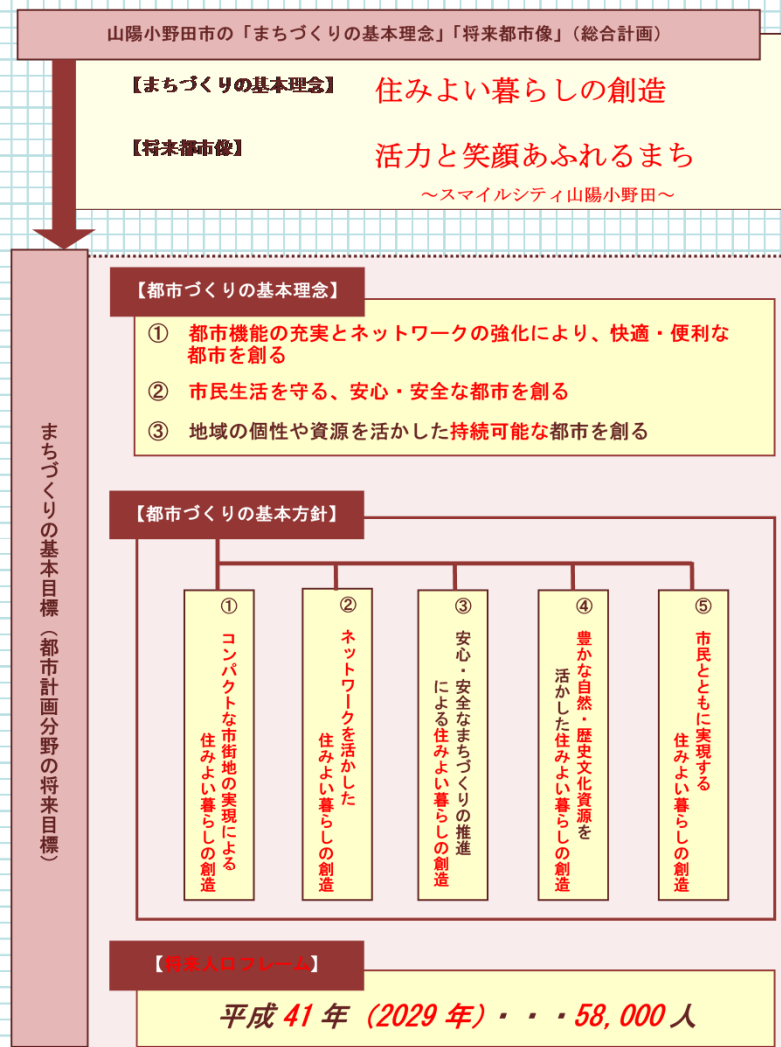 山陽小野田市の「まちづくりの基本理念」「将来都市像」（総合計画）
【まちづくりの基本理念】 住みよい暮らしの創造
【将来都市像】 活力と笑顔あふれるまち
～スマイルシティ山陽小野田～
まちづくりの基本目標（都市計画分野の将来目標）
【都市づくりの基本理念】
① 都市機能の充実とネットワークの強化により、快適・便利な
都市を創る
② 市民生活を守る、安心・安全な都市を創る
③ 地域の個性や資源を活かした持続可能な都市を創る
【都市づくりの基本方針】
①
コンパクトな市街地の実現による
住みよい暮らしの創造
②
ネットワークを活かした
住みよい暮らしの創造
③
安心・安全なまちづくりの推進
による住みよい暮らしの創造
④
豊かな自然・歴史文化資源を
活かした住みよい暮らしの創造
⑤
市民とともに実現する
住みよい暮らしの創造
【将来人口フレーム】
平成 41 年（2029 年）・・・58,000 人